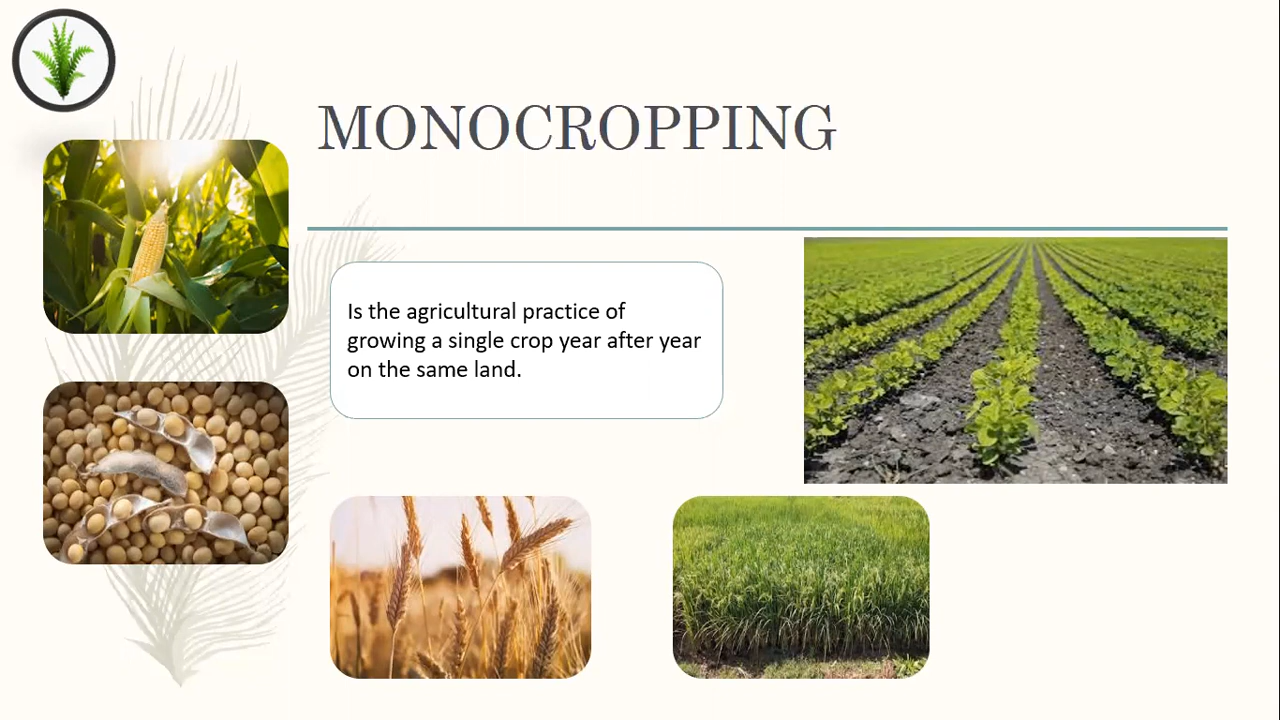 MONOCROPPING
Is the agricultural practice of
growing a single crop year after year
on the same land.